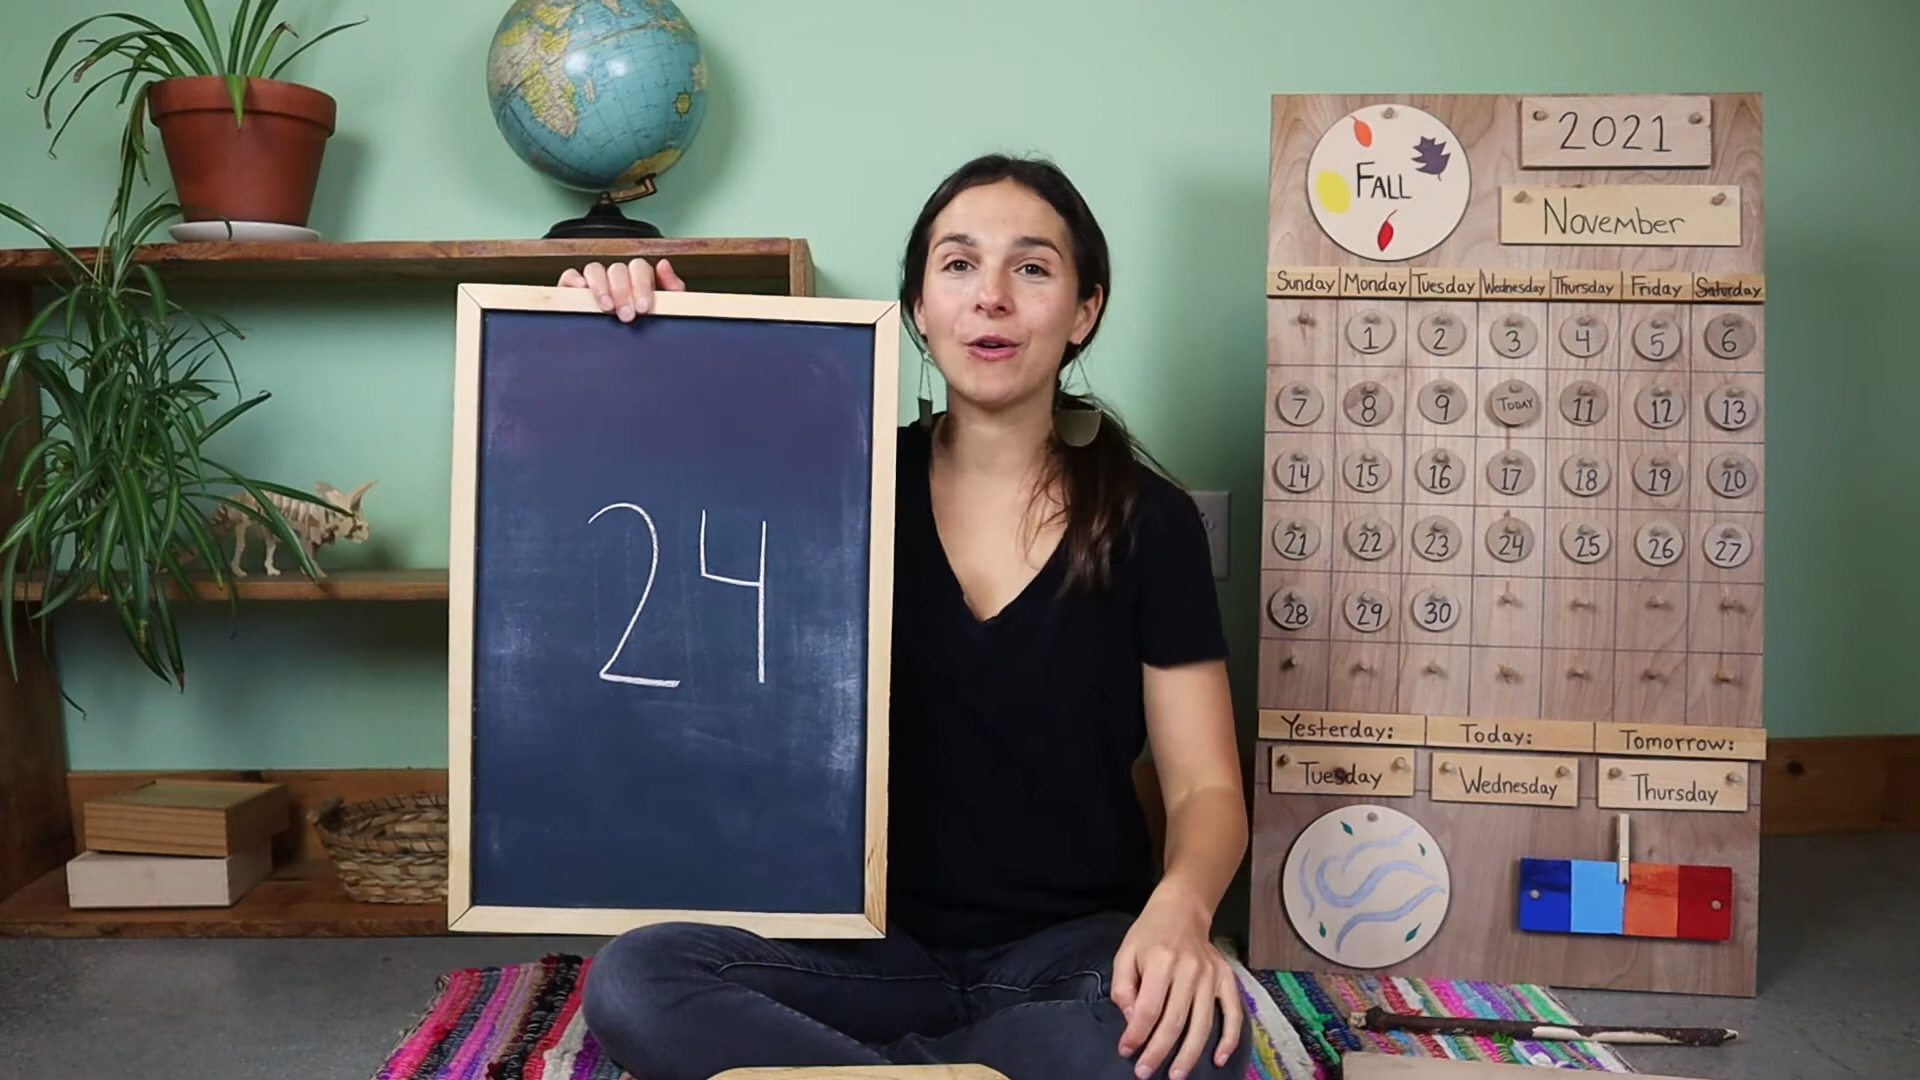 24
FALL
2021
November
Sunday Monday Tuesday Wednesday Thursday Friday Saturday
1 2 3 4 5 6
7 8 9 TODAY 11 12 13
14 15 16 17 18 19 20
21 22 23 24 25 26 27
28 29 30
Yesterday: Today: Tomorrow:
Tuesday Wednesday Thursday